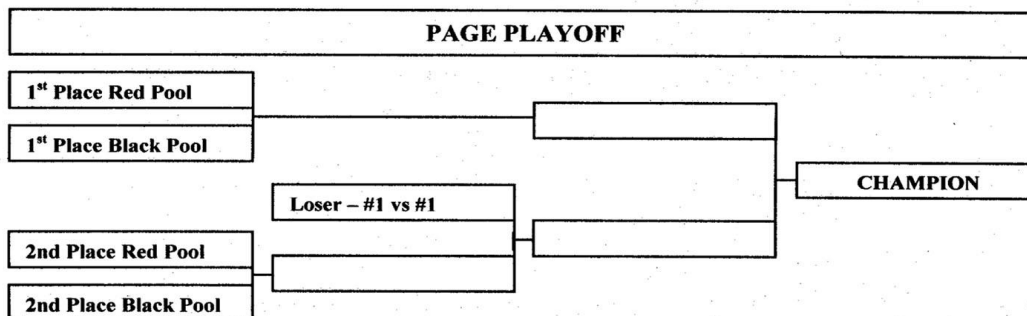 PAGE PLAYOFF
1st Place Red Pool
1st Place Black Pool
CHAMPION
Loser – #1 vs #1
2nd Place Red Pool
2nd Place Black Pool